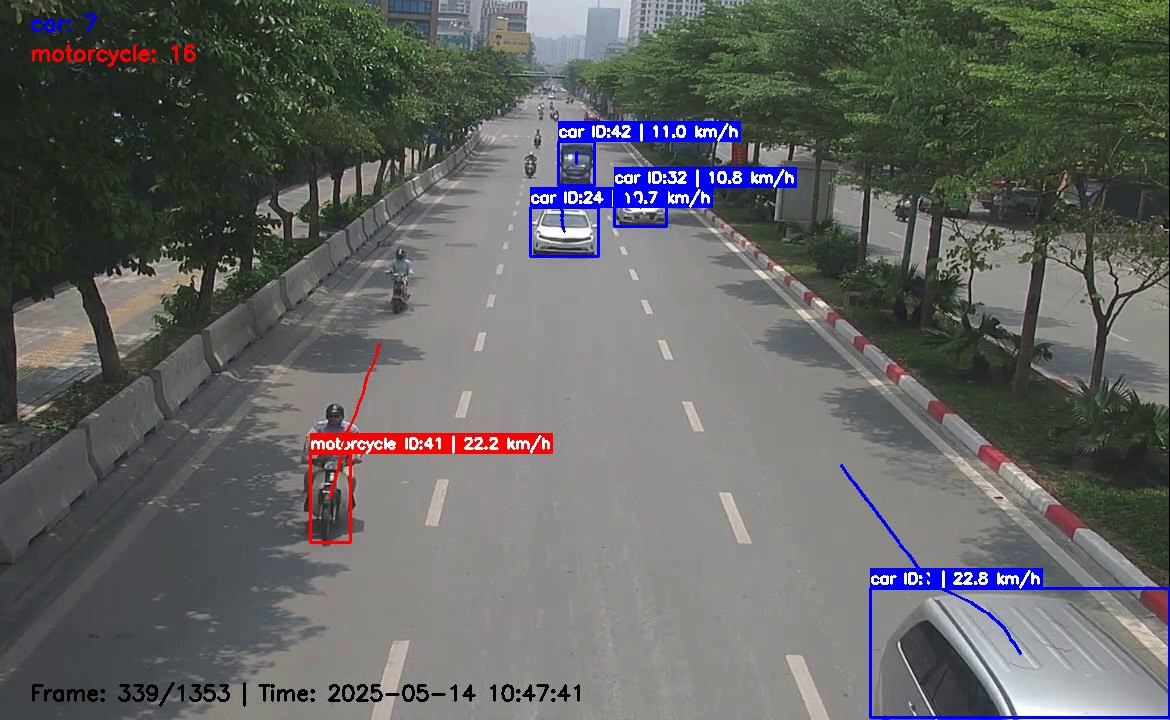 car: 7
motorcycle: 16
car ID:42 | 11.0 km/h
car ID:32 | 10.8 km/h
car ID:24 | 10.7 km/h
motorcycle ID:41 | 22.2 km/h
car | 22.8 km/h
Frame: 339/1353 | Time: 2025-05-14 10:47:41